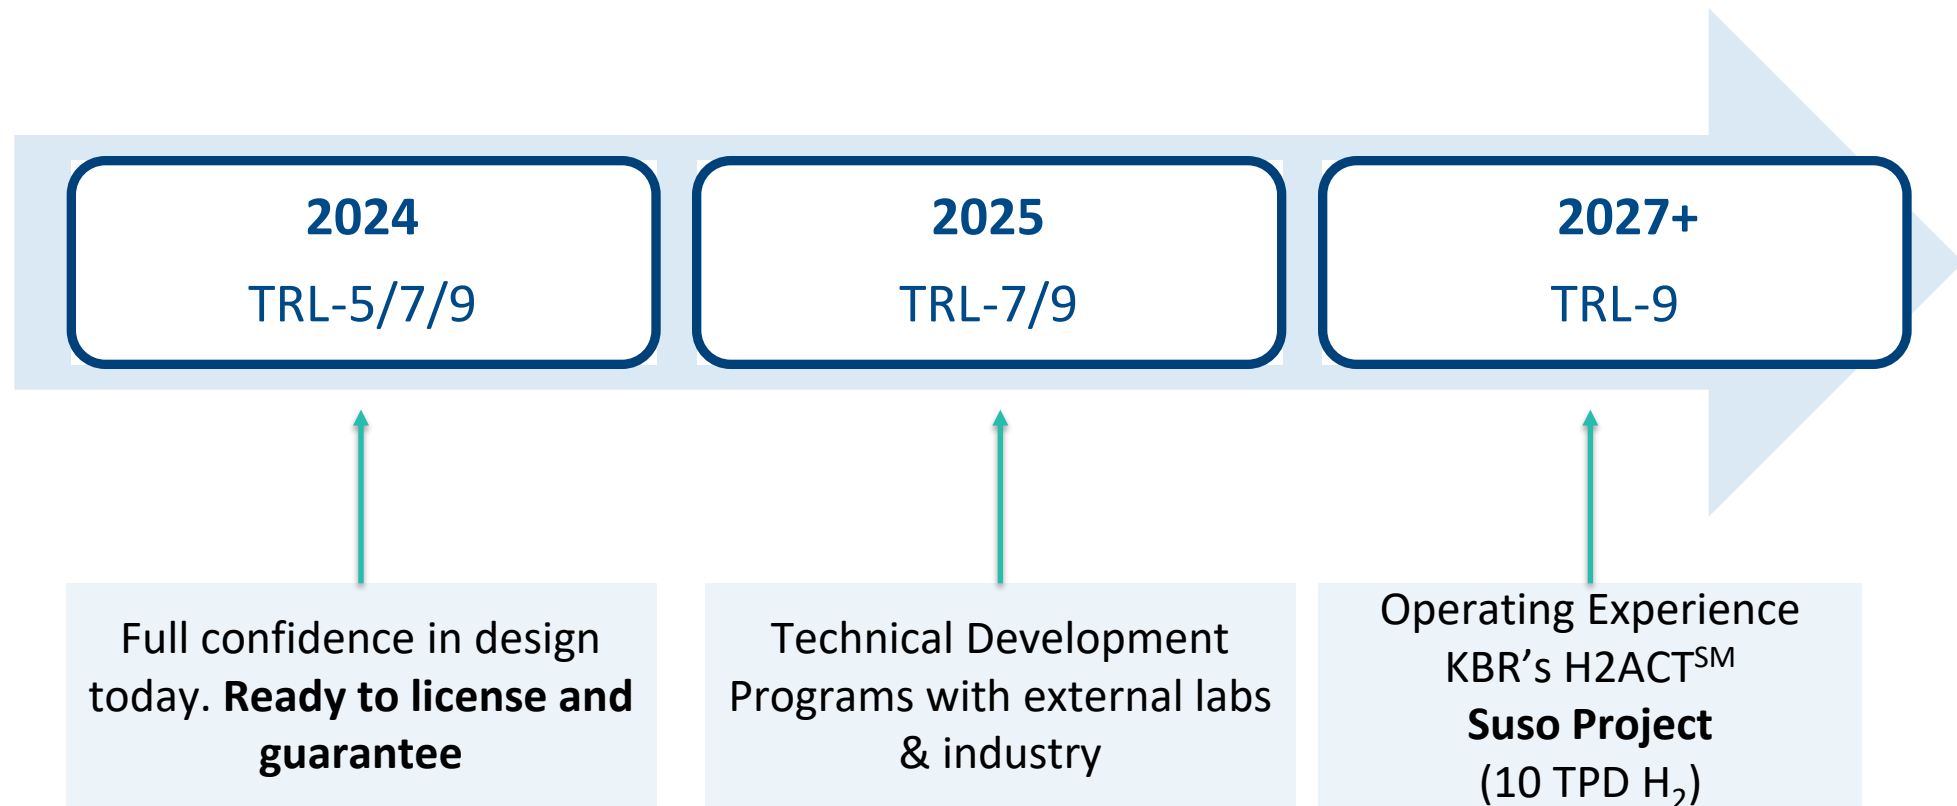 2024
TRL-5/7/9
2025
TRL-7/9
2027+
TRL-9
Full confidence in design
today. Ready to license and
guarantee
Technical Development
Programs with external labs
& industry
Operating Experience
KBR’s H2ACT℠
Suso Project
(10 TPD H₂)